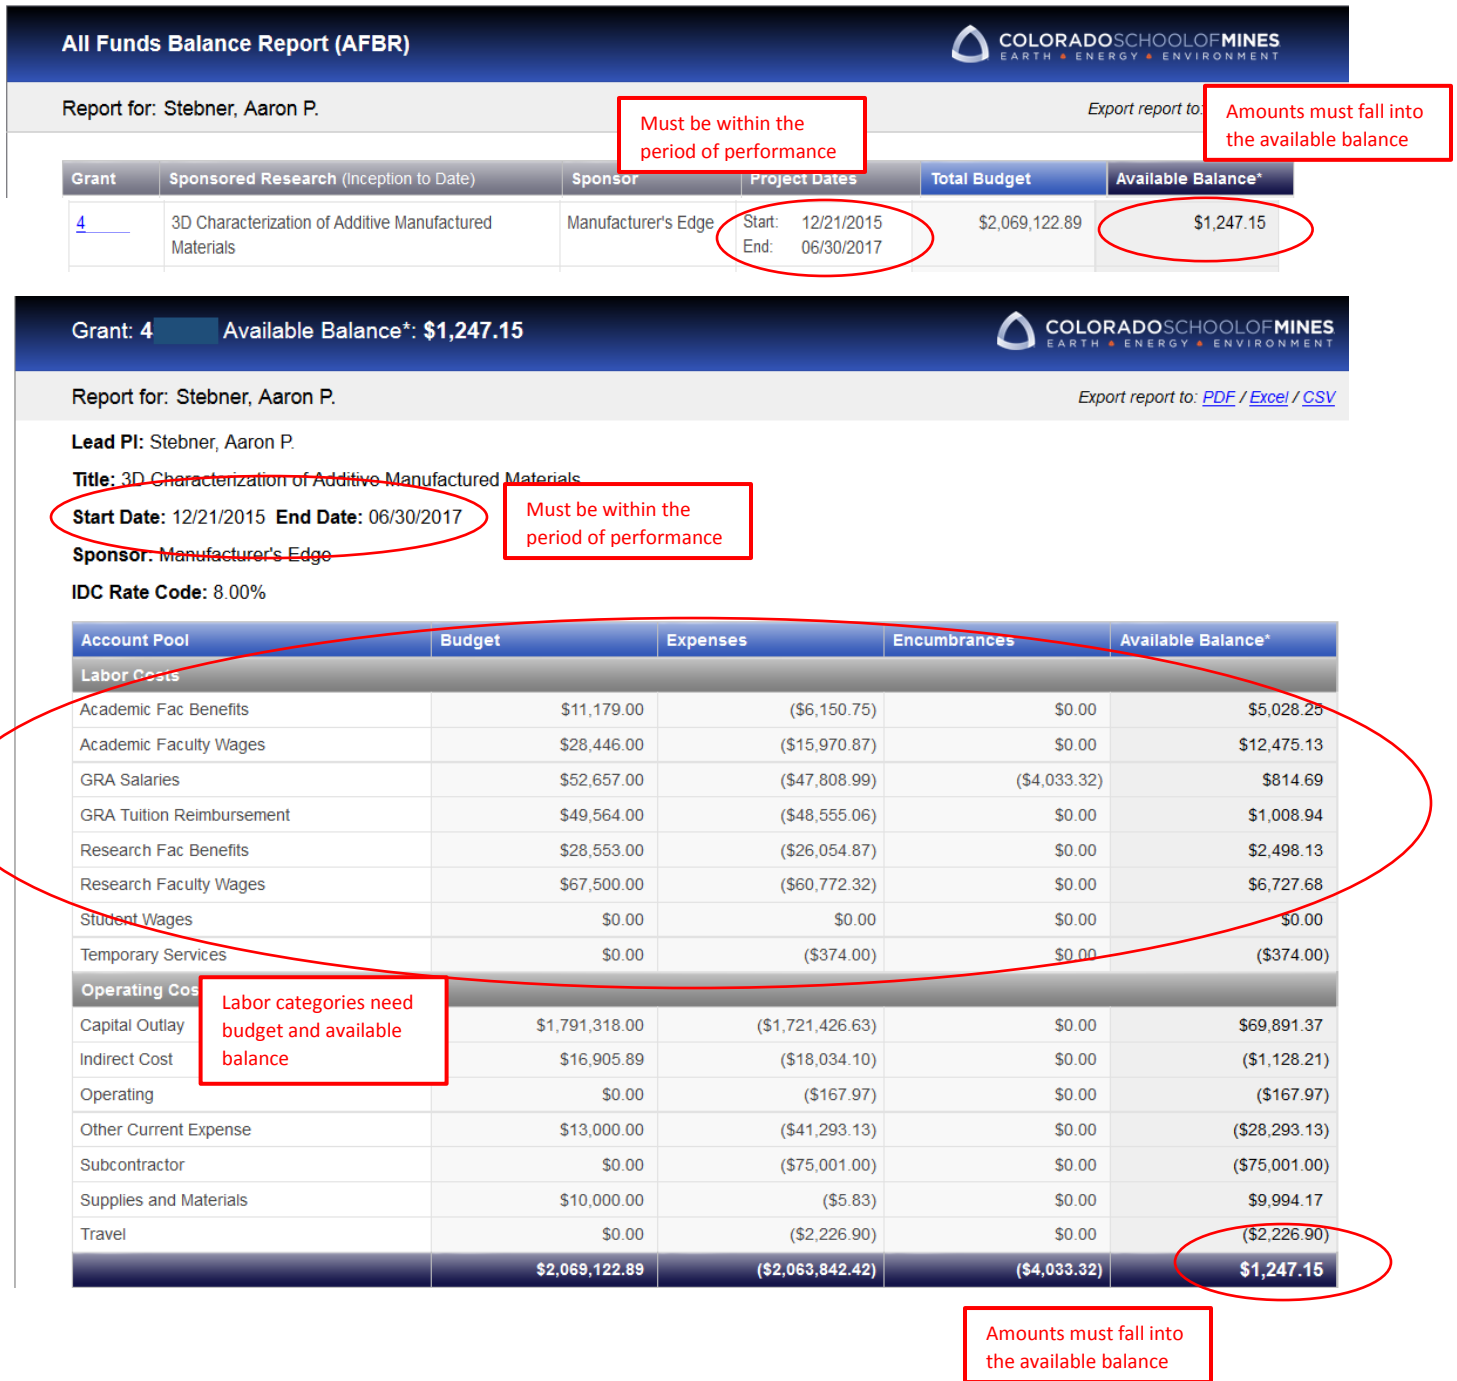 All Funds Balance Report (AFBR)
COLORADOSCHOOLOFMINES
EARTH ● ENERGY ● ENVIRONMENT
Report for: Stebner, Aaron P.
Export report to:
Must be within the
period of performance
Amounts must fall into
the available balance
Grant Sponsored Research (Inception to Date) Sponsor Project Dates Total Budget Available Balance*
4 3D Characterization of Additive Manufactured Manufacturer's Edge Start: 12/21/2015 $2,069,122.89 $1,247.15
Materials End: 06/30/2017
Grant: 4 Available Balance*: $1,247.15
COLORADOSCHOOLOFMINES
EARTH ● ENERGY ● ENVIRONMENT
Report for: Stebner, Aaron P.
Export report to: PDF / Excel / CSV
Lead PI: Stebner, Aaron P.
Title: 3D Characterization of Additive Manufactured Materials
Start Date: 12/21/2015 End Date: 06/30/2017
Must be within the
period of performance
Sponsor: Manufacturer's Edge
IDC Rate Code: 8.00%
Account Pool Budget Expenses Encumbrances Available Balance*
Labor Costs
Academic Fac Benefits $11,179.00 ($6,150.75) $0.00 $5,028.25
Academic Faculty Wages $28,446.00 ($15,970.87) $0.00 $12,475.13
GRA Salaries $52,657.00 ($47,808.99) ($4,033.32) $814.69
GRA Tuition Reimbursement $49,564.00 ($48,555.06) $0.00 $1,008.94
Research Fac Benefits $28,553.00 ($26,054.87) $0.00 $2,498.13
Research Faculty Wages $67,500.00 ($60,772.32) $0.00 $6,727.68
Student Wages $0.00 $0.00 $0.00 $0.00
Temporary Services $0.00 ($374.00) $0.00 ($374.00)
Operating Cos
Labor categories need
budget and available
balance
Capital Outlay $1,791,318.00 ($1,721,426.63) $0.00 $69,891.37
Indirect Cost $16,905.89 ($18,034.10) $0.00 ($1,128.21)
Operating $0.00 ($167.97) $0.00 ($167.97)
Other Current Expense $13,000.00 ($41,293.13) $0.00 ($28,293.13)
Subcontractor $0.00 ($75,001.00) $0.00 ($75,001.00)
Supplies and Materials $10,000.00 ($5.83) $0.00 $9,994.17
Travel $0.00 ($2,226.90) $0.00 ($2,226.90)
$2,069,122.89 ($2,063,842.42) ($4,033.32) $1,247.15
Amounts must fall into
the available balance